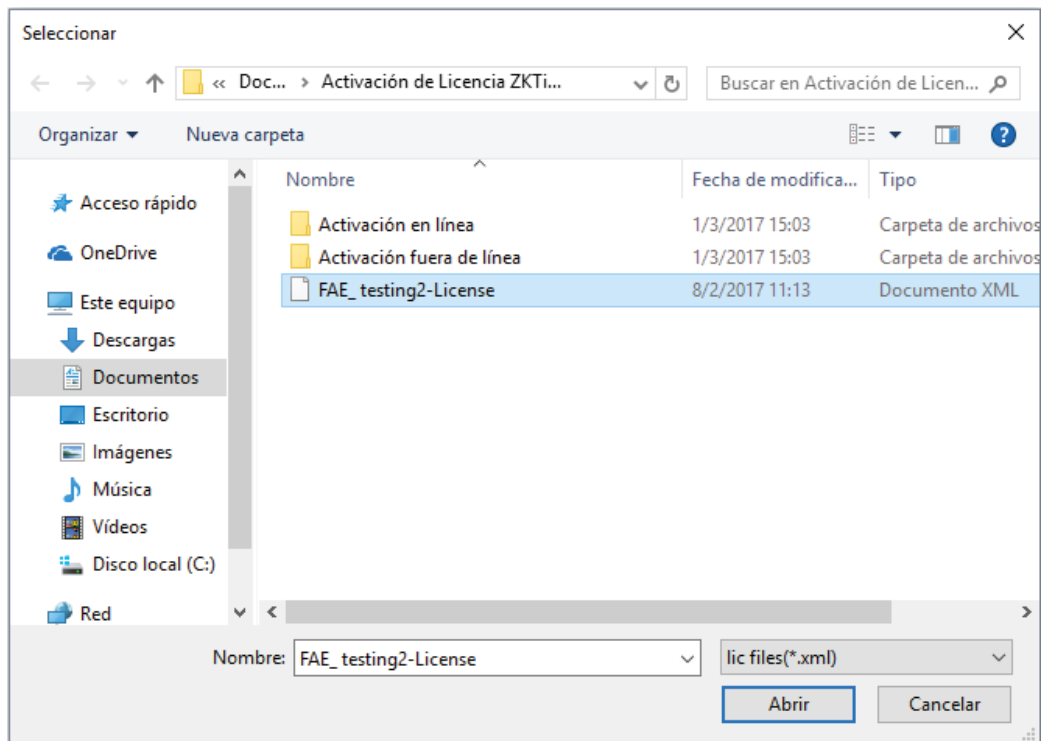 Seleccionar
« Doc... > Activación de Licencia ZKTi...
Buscar en Activación de Licen...
Organizar
Nueva carpeta
Nombre
Fecha de modifica...
Tipo
Acceso rápido
OneDrive
Este equipo
Descargas
Documentos
Escritorio
Imágenes
Música
Vídeos
Disco local (C:)
Red
Activación en línea 1/3/2017 15:03 Carpeta de archivos
Activación fuera de línea 1/3/2017 15:03 Carpeta de archivos
FAE_ testing2-License 8/2/2017 11:13 Documento XML
Nombre: FAE_ testing2-License
lic files(*.xml)
Abrir
Cancelar